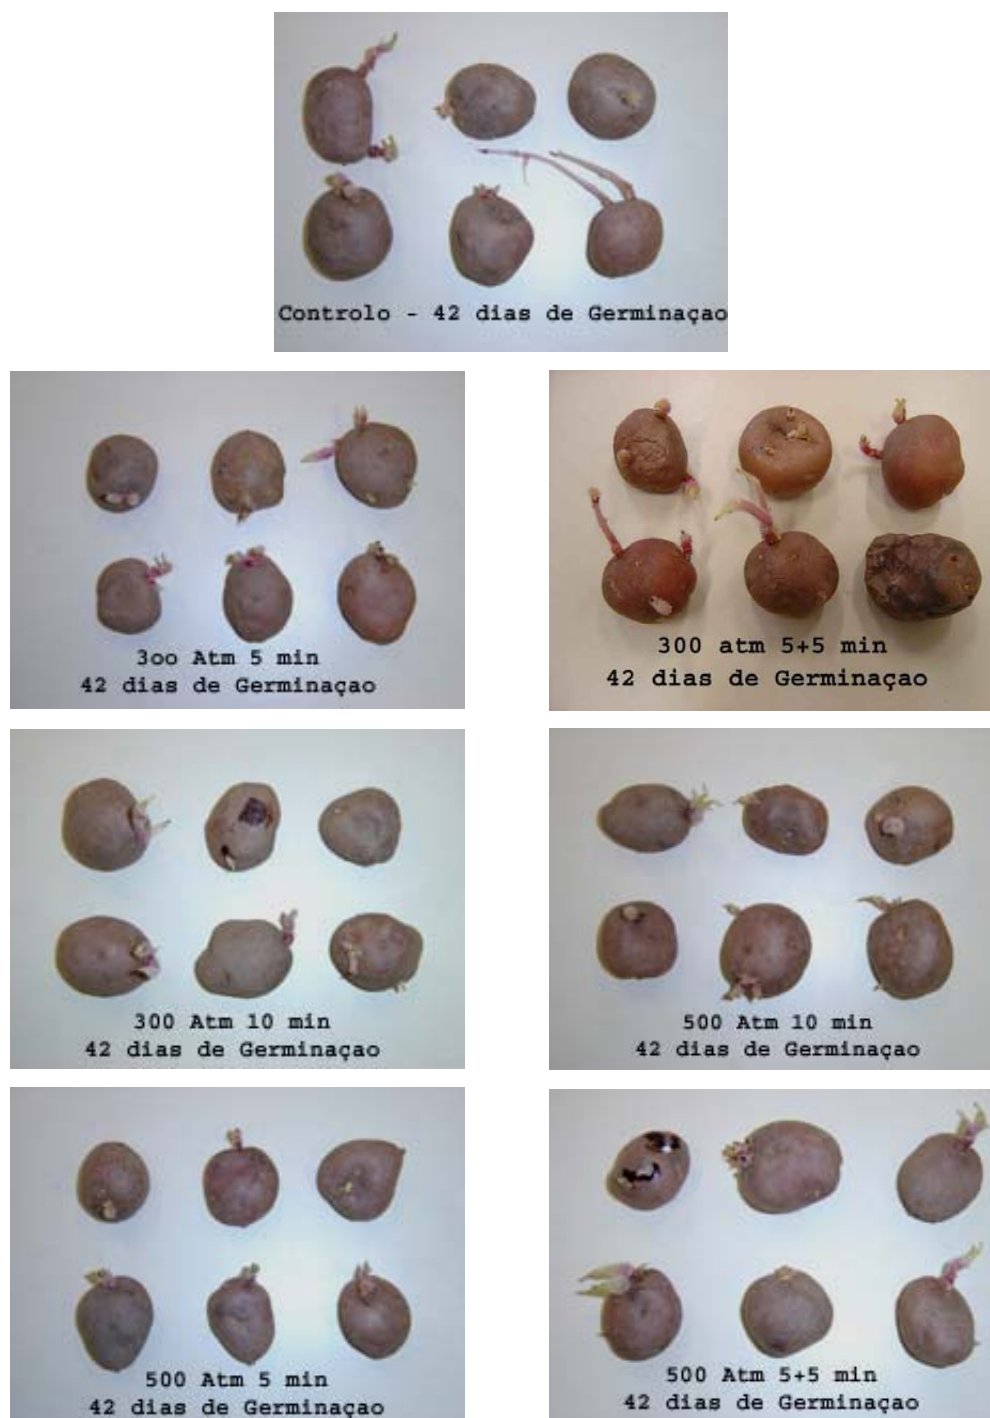 Controlo - 42 dias de Germinaçao
3oo Atm 5 min
42 dias de Germinaçao
300 atm 5+5 min
42 dias de Germinaçao
300 Atm 10 min
42 dias de Germinaçao
500 Atm 10 min
42 dias de Germinaçao
500 Atm 5 min
42 dias de Germinaçao
500 Atm 5+5 min
42 dias de Germinaçao